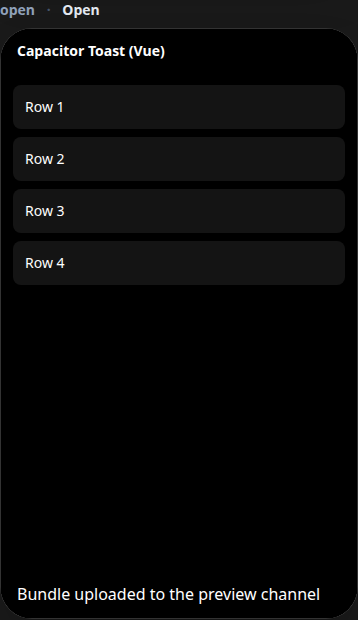 open · Open
Capacitor Toast (Vue)
Row 1
Row 2
Row 3
Row 4
Bundle uploaded to the preview channel